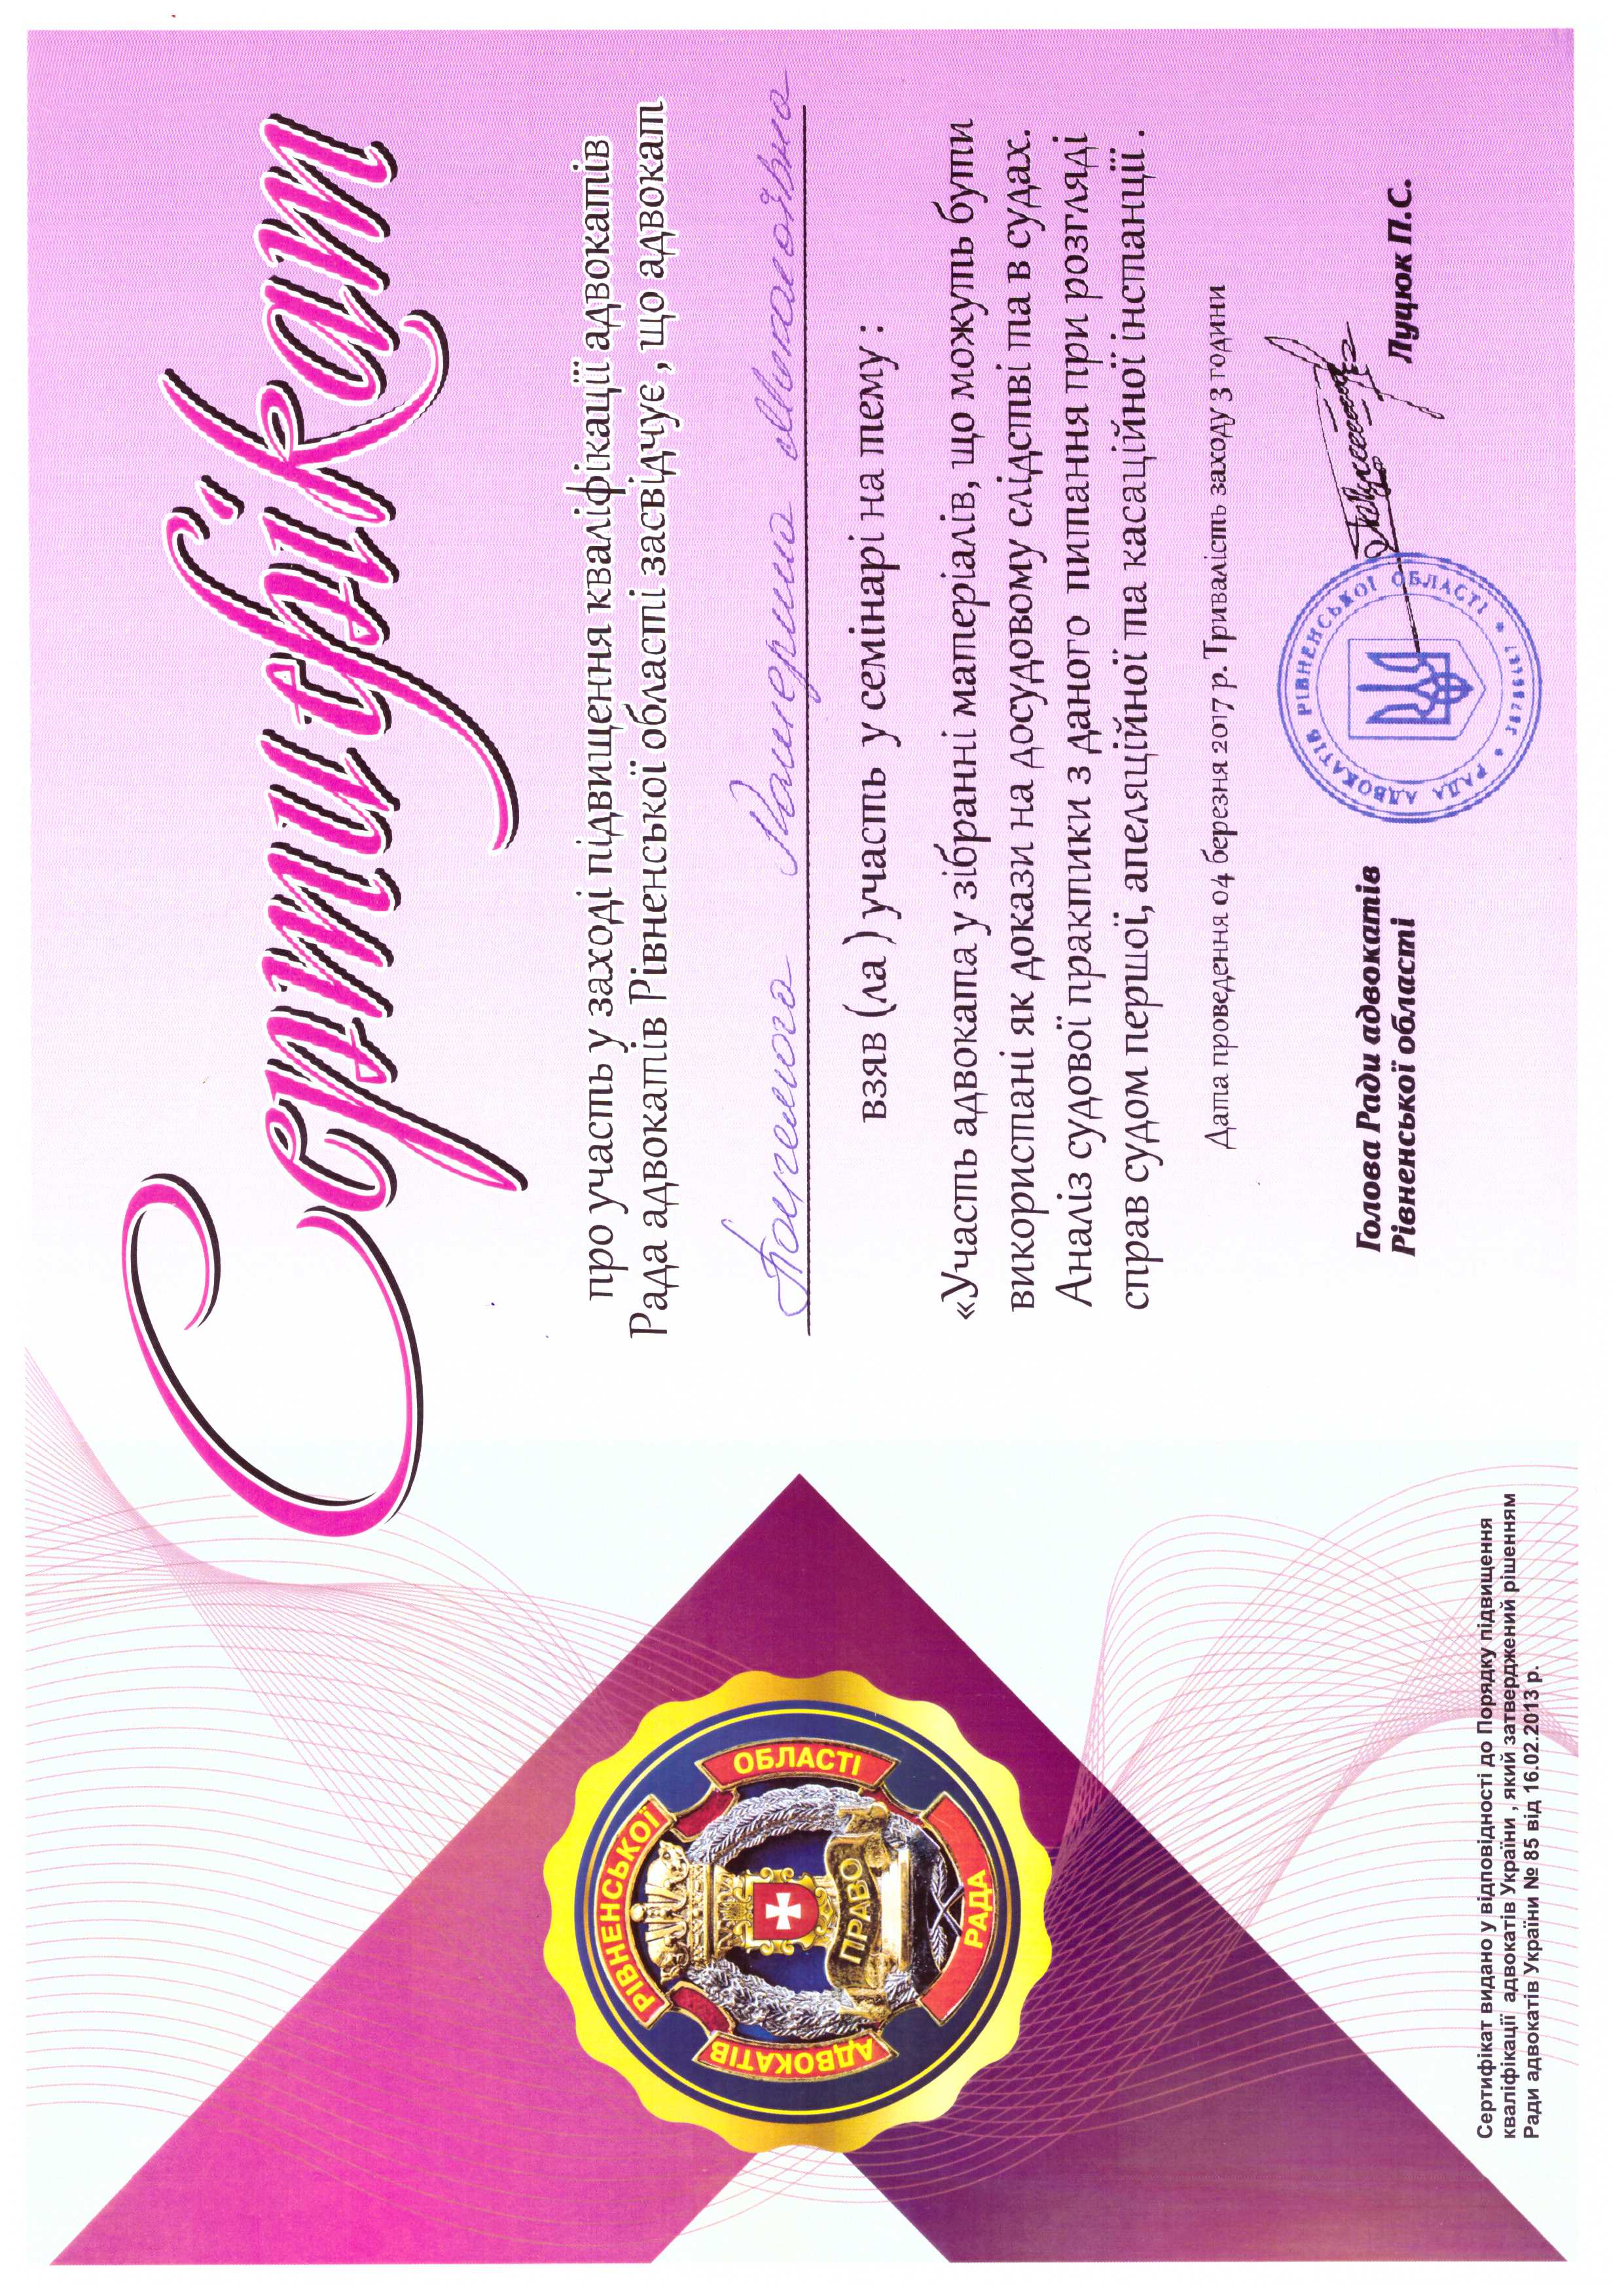 Сертифікат
про участь у заході підвищення кваліфікації адвокатів
Рада адвокатів Рівненської області засвідчує , що адвокат
Катерина Миколаївна
взяв (ла ) участь у семінарі на тему :
«Участь адвоката у зібранні матеріалів, що можуть бути
використані як докази на досудовому слідстві та в судах.
Аналіз судової практики з даного питання при розгляді
справ судом першої, апеляційної та касаційної інстанції .
Дата проведення 04 березня 2017 р. Тривалість заходу 3 години
Голова Ради адвокатів
Рівненської області
Луцюк П.С.
РАДА АДВОКАТІВ РІВНЕНСЬКОЇ ОБЛАСТІ
РІВНЕНСЬКОЇ
АДВОКАТІВ
ОБЛАСТІ
ПРАВО
РАДА
Сертифікат видано у відповідності до Порядку підвищення
кваліфікації адвокатів України , який затверджений рішенням
Ради адвокатів України № 85 від 16.02.2013 р.